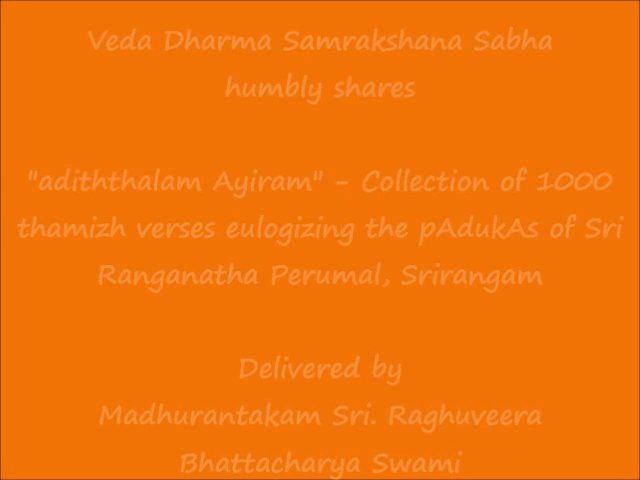 Veda Dharma Samrakshana Sabha
humbly shares
"adiththalam Ayiram" - Collection of 1000
thamizh verses eulogizing the pAdukAs of Sri
Ranganatha Perumal, Srirangam
Delivered by
Madhurantakam Sri. Raghuveera
Bhattacharya Swami